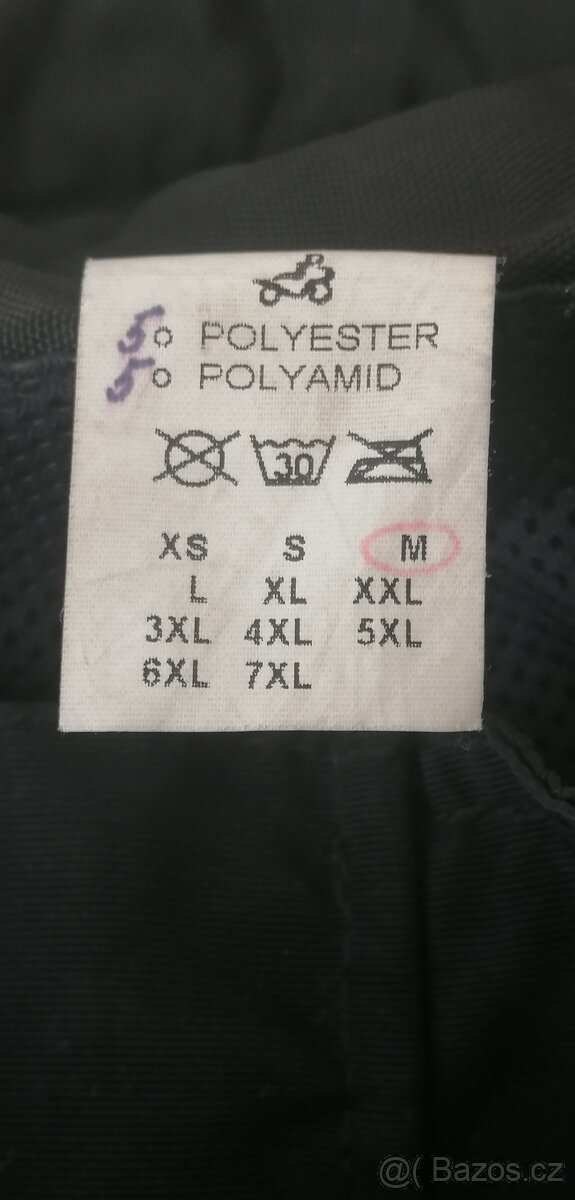 5o POLYESTER
5o POLYAMID
30
XS S M
L XL XXL
3XL 4XL 5XL
6XL 7XL
@( Bazos.cz